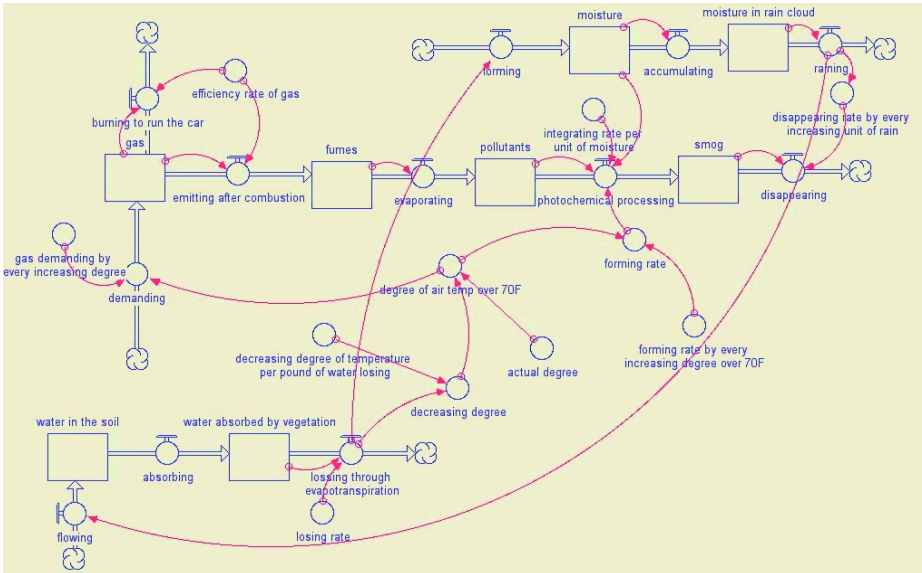 moisture
moisture in rain cloud
forming
accumulating
raining
efficiency rate of gas
burning to run the car
gas
integrating rate per
unit of moisture
disappearing rate by every
increasing unit of rain
fumes
pollutants
smog
emitting after combustion
evaporating
photochemical processing
disappearing
gas demanding by
every increasing degree
demanding
degree of air temp over 70F
forming rate
decreasing degree of temperature
per pound of water losing
actual degree
forming rate by every
increasing degree over 70F
decreasing degree
water in the soil
water absorbed by vegetation
absorbing
lossing through
evapotranspiration
flowing
losing rate